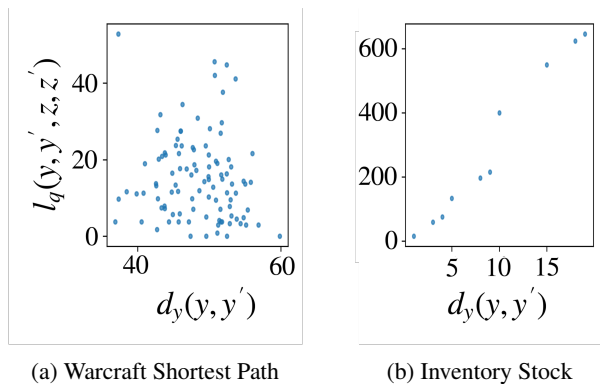 l_q(y, y′, z, z′)
40
20
0
40
60
d_y(y, y′)
(a) Warcraft Shortest Path
600
400
200
0
5
10
15
d_y(y, y′)
(b) Inventory Stock